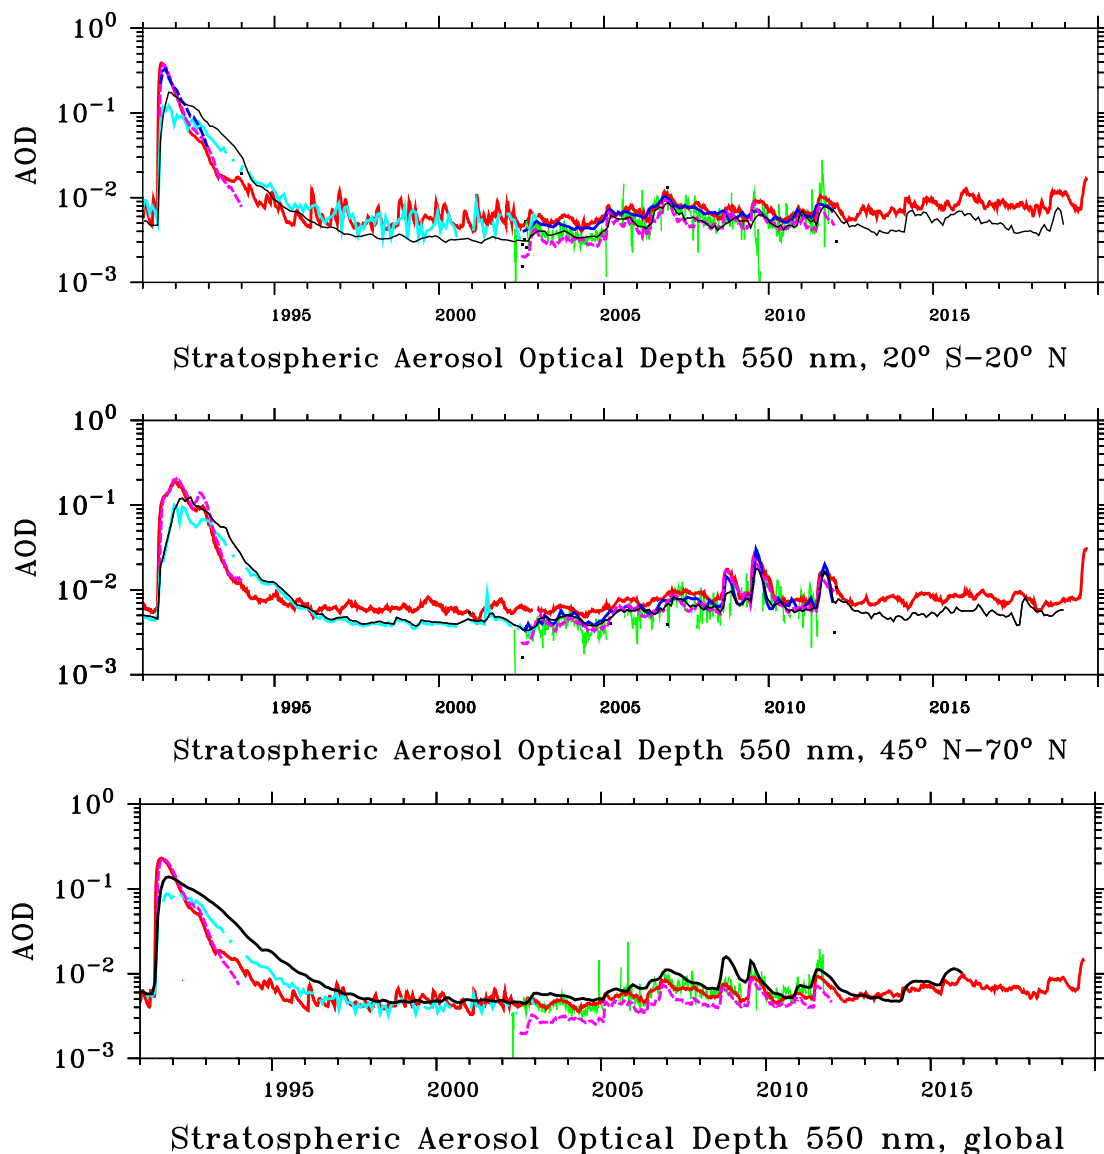 10⁰
10⁻¹
10⁻²
10⁻³
AOD
1995 2000 2005 2010 2015
Stratospheric Aerosol Optical Depth 550 nm, 20° S−20° N
10⁰
10⁻¹
10⁻²
10⁻³
AOD
1995 2000 2005 2010 2015
Stratospheric Aerosol Optical Depth 550 nm, 45° N−70° N
10⁰
10⁻¹
10⁻²
10⁻³
AOD
1995 2000 2005 2010 2015
Stratospheric Aerosol Optical Depth 550 nm, global